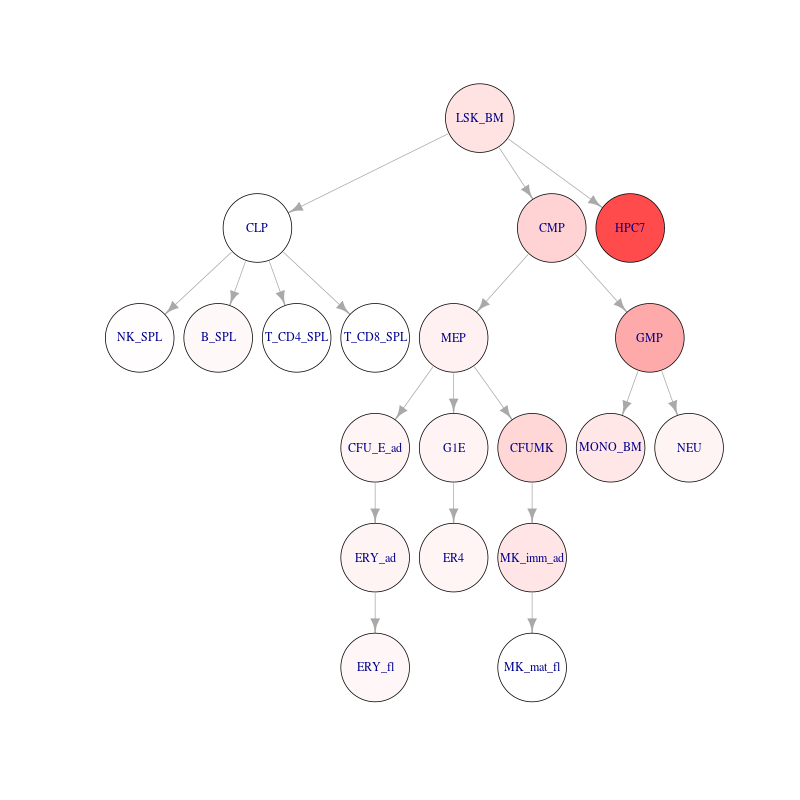 LSK_BM
CLP
CMP
HPC7
NK_SPL
B_SPL
T_CD4_SPL
T_CD8_SPL
MEP
GMP
CFU_E_ad
G1E
CFUMK
MONO_BM
NEU
ERY_ad
ER4
MK_imm_ad
ERY_fl
MK_mat_fl